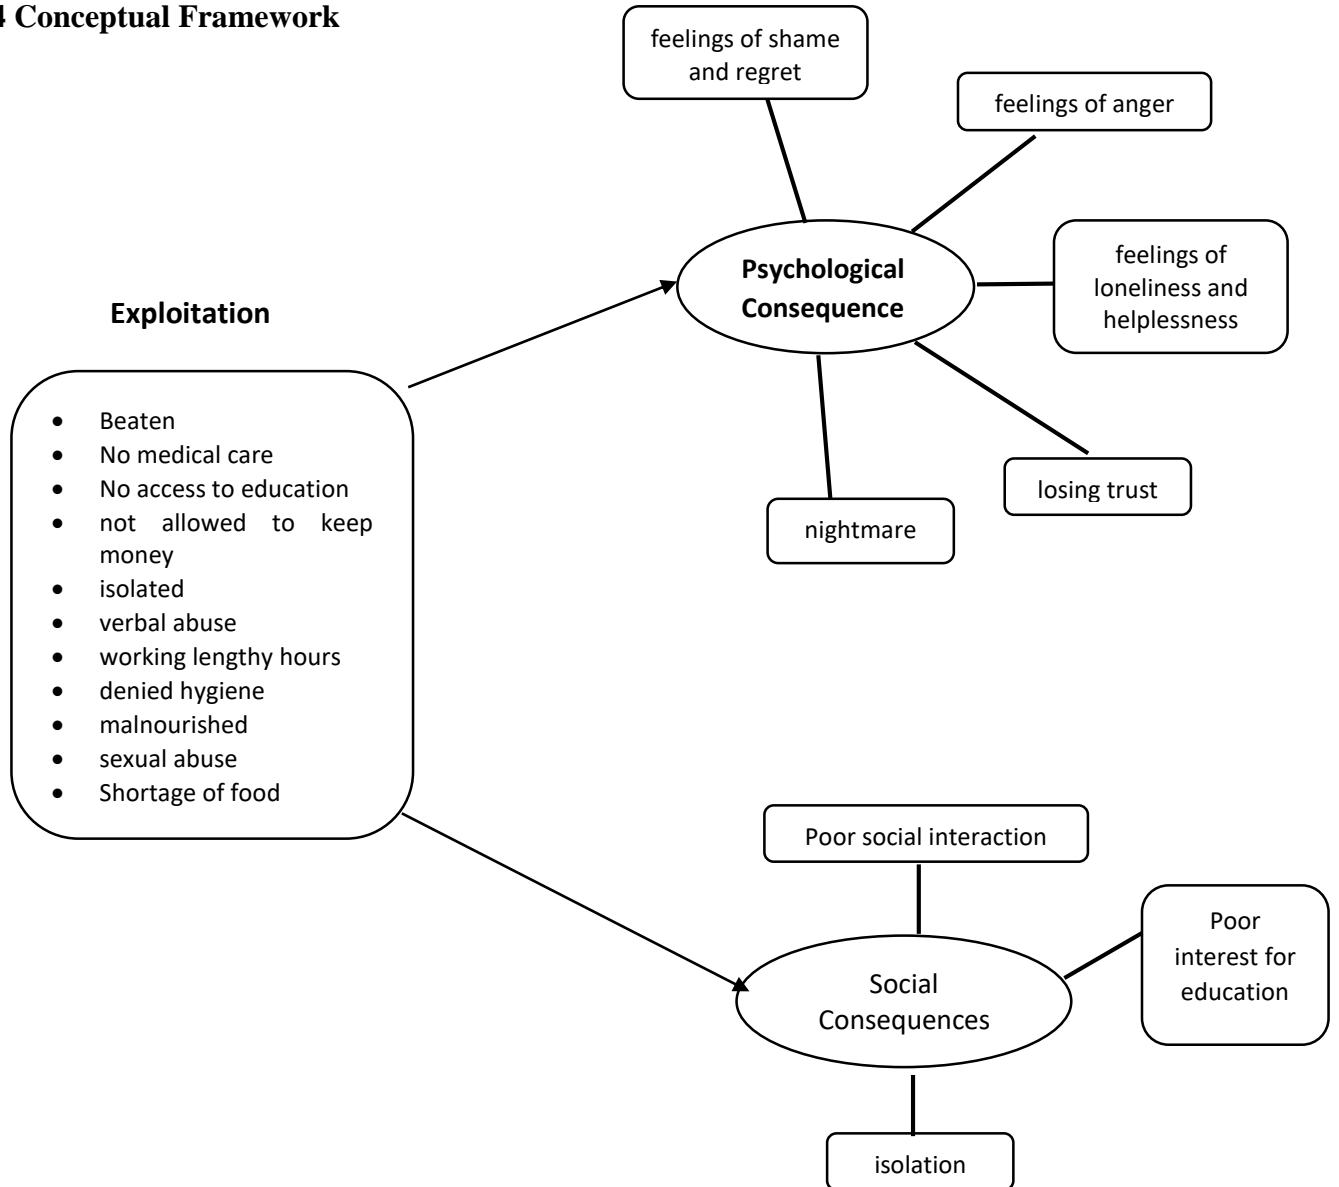 4 Conceptual Framework
feelings of shame
and regret
feelings of anger
Psychological
Consequence
feelings of
loneliness and
helplessness
losing trust
nightmare
Exploitation
• Beaten
• No medical care
• No access to education
• not allowed to keep
money
• isolated
• verbal abuse
• working lengthy hours
• denied hygiene
• malnourished
• sexual abuse
• Shortage of food
Poor social interaction
Poor
interest for
education
Social
Consequences
isolation